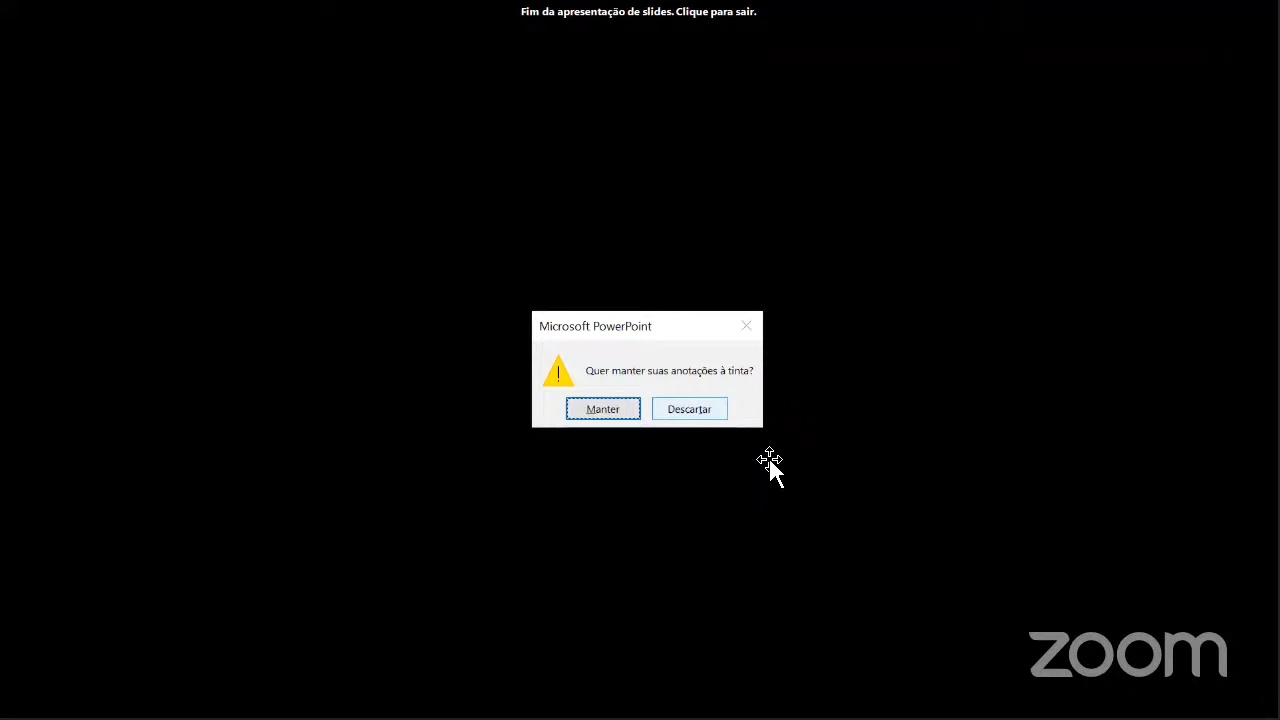 Fim da apresentação de slides. Clique para sair.
Microsoft PowerPoint
Quer manter suas anotações à tinta?
Manter
Descartar
zoom